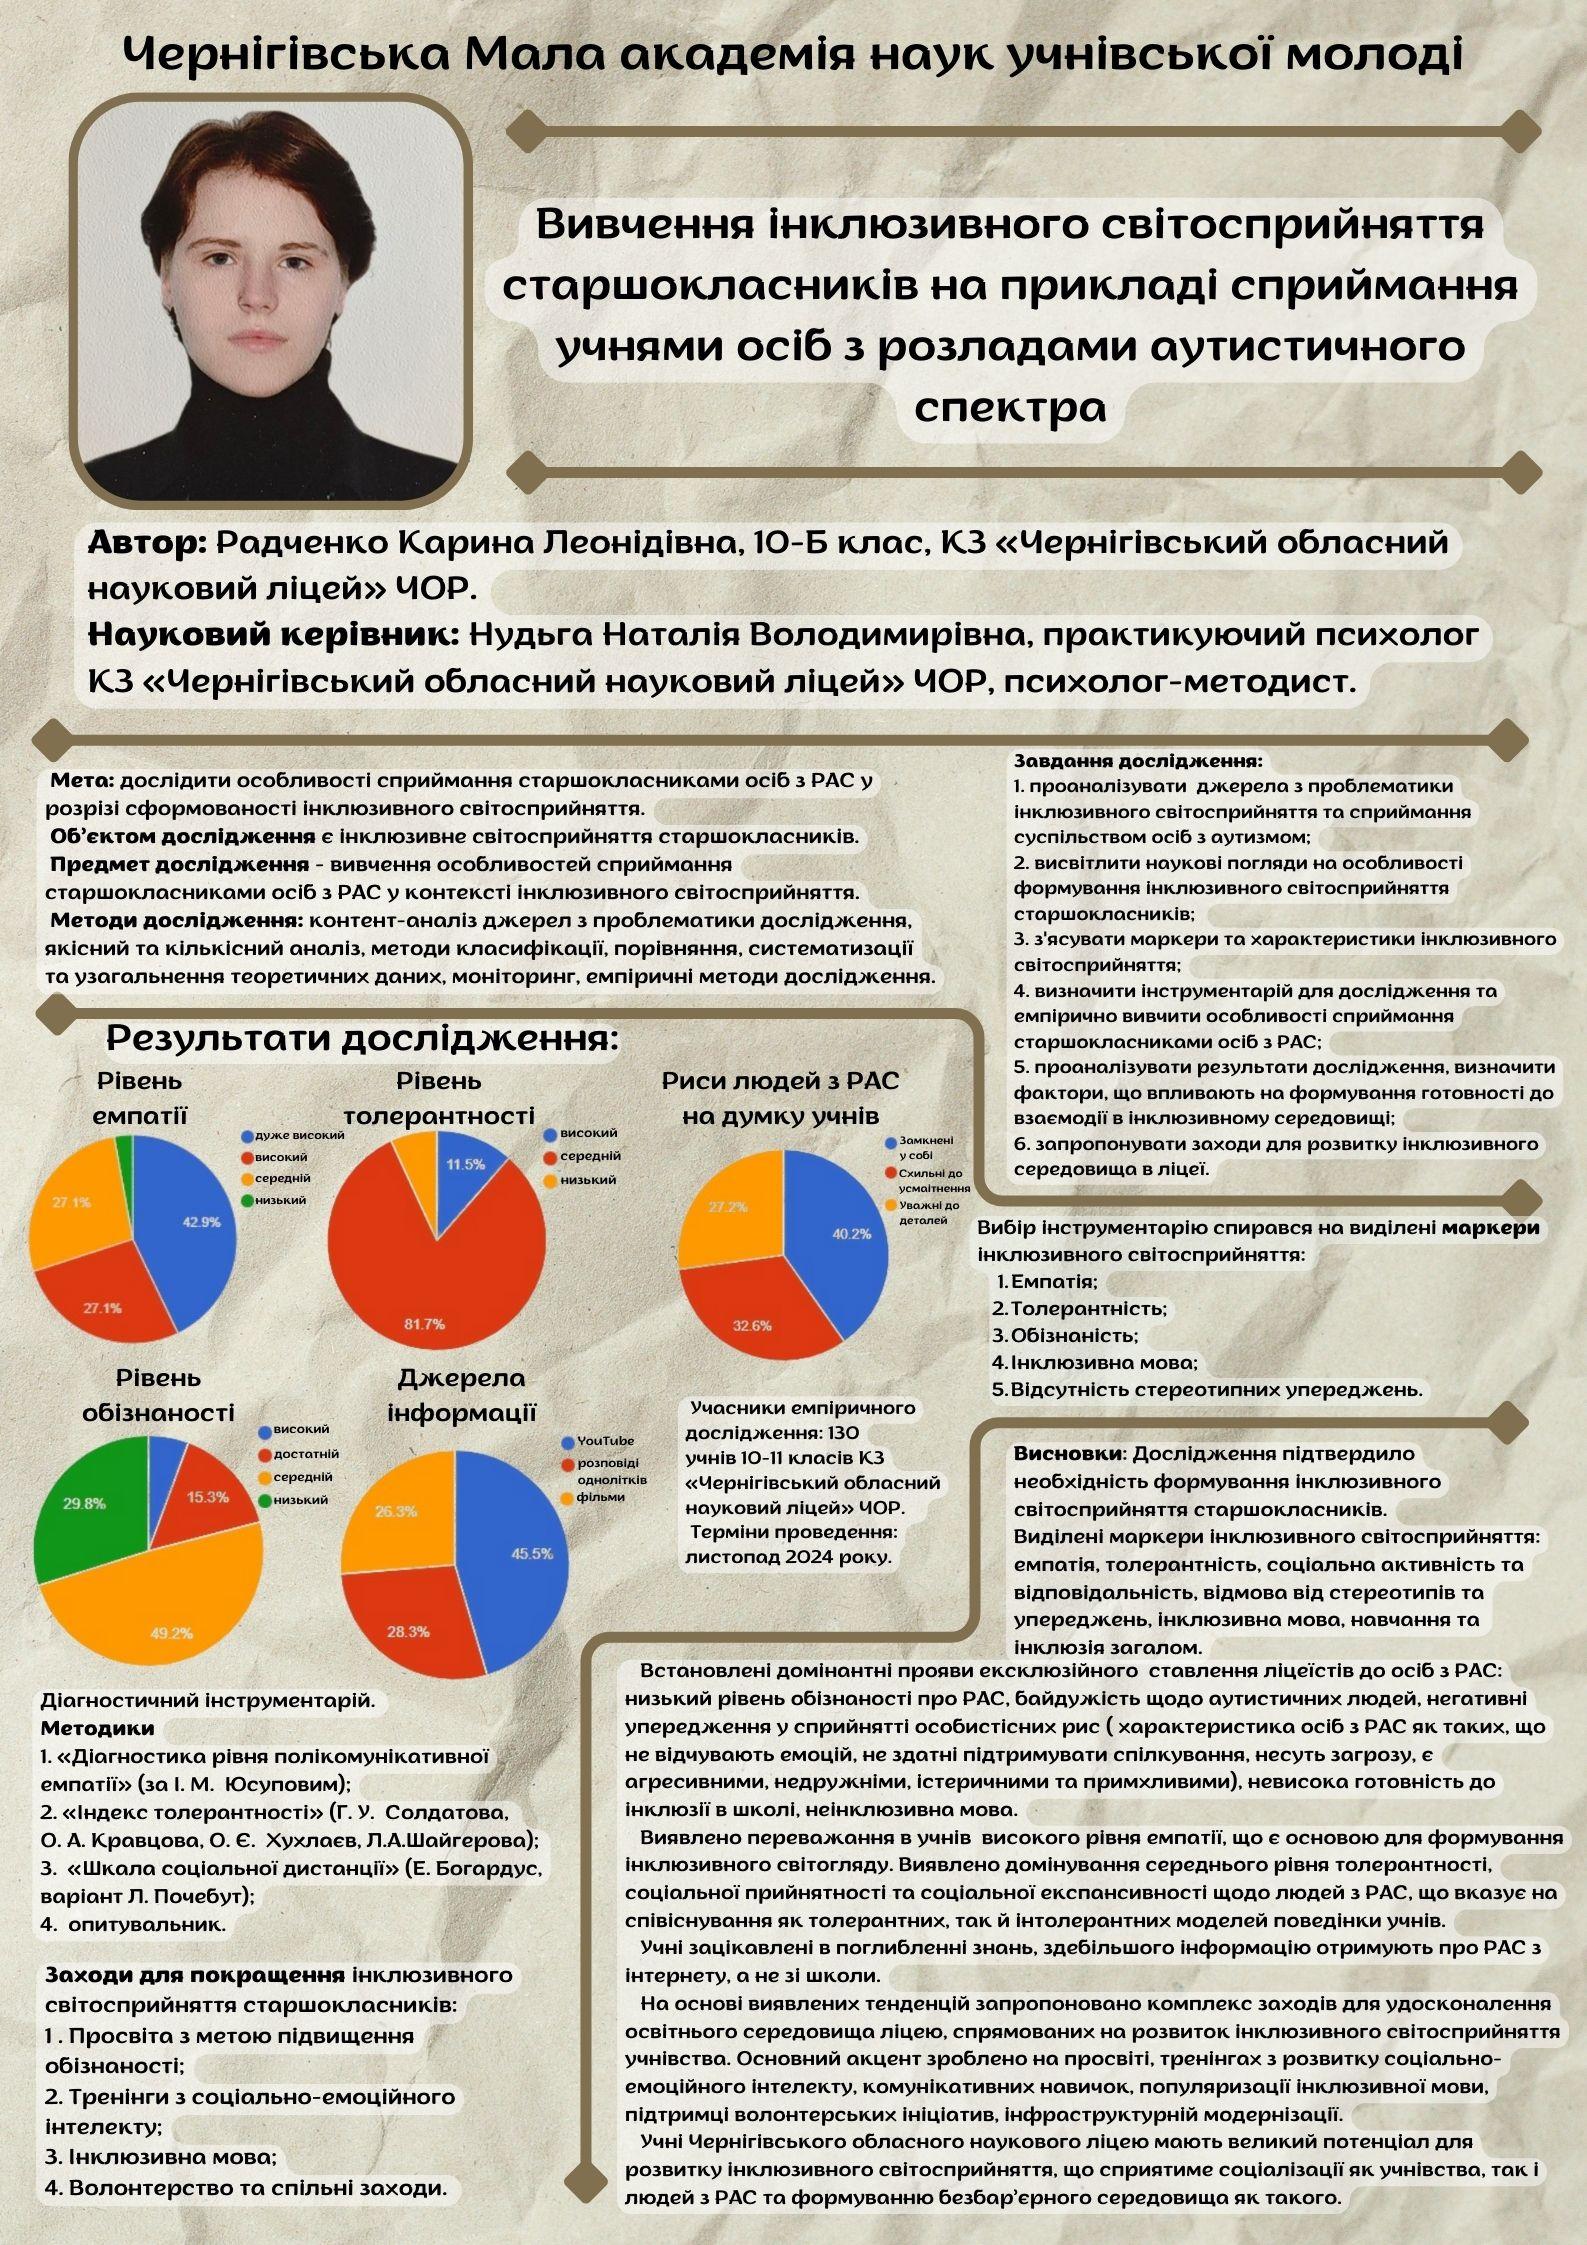 Чернігівська Мала академія наук учнівської молоді
Вивчення інклюзивного світосприйняття
старшокласників на прикладі сприймання
учнями осіб з розладами аутистичного
спектра
Автор: Радченко Карина Леонідівна, 10-Б клас, КЗ «Чернігівський обласний
науковий ліцей» ЧОР.
Науковий керівник: Нудьга Наталія Володимирівна, практикуючий психолог
КЗ «Чернігівський обласний науковий ліцей» ЧОР, психолог-методист.
Мета: дослідити особливості сприймання старшокласниками осіб з РАС у
розрізі сформованості інклюзивного світосприйняття.
Об'єктом дослідження є інклюзивне світосприйняття старшокласників.
Предмет дослідження - вивчення особливостей сприймання
старшокласниками осіб з РАС у контексті інклюзивного світосприйняття.
Методи дослідження: контент-аналіз джерел з проблематики дослідження,
якісний та кількісний аналіз, методи класифікації, порівняння, систематизації
та узагальнення теоретичних даних, моніторинг, емпіричні методи дослідження.
Завдання дослідження:
1. проаналізувати джерела з проблематики
інклюзивного світосприйняття та сприймання
суспільством осіб з аутизмом;
2. висвітлити наукові погляди на особливості
формування інклюзивного світосприйняття
старшокласників;
3. з'ясувати маркери та характеристики інклюзивного
світосприйняття;
4. визначити інструментарій для дослідження та
емпірично вивчити особливості сприймання
старшокласниками осіб з РАС;
5. проаналізувати результати дослідження, визначити
фактори, що впливають на формування готовності до
взаємодії в інклюзивному середовищі;
6. запропонувати заходи для розвитку інклюзивного
середовища в ліцеї.
Результати дослідження:
Рівень
емпатії
дуже високий
високий
середній
низький
42.9%
27.1%
27.1%
Рівень
толерантності
високий
середній
низький
11.5%
81.7%
Риси людей з РАС
на думку учнів
Замкнені
у собі
Схильні до
усмаітнення
Уважні до
деталей
40.2%
32.6%
27.2%
Рівень
обізнаності
високий
достатній
середній
низький
15.3%
49.2%
29.8%
Джерела
інформації
YouTube
розповіді
однолітків
фільми
45.5%
28.3%
26.3%
Учасники емпіричного
дослідження: 130
учнів 10-11 класів КЗ
«Чернігівський обласний
науковий ліцей» ЧОР.
Терміни проведення:
листопад 2024 року.
Вибір інструментарію спирався на виділені маркери
інклюзивного світосприйняття:
1. Емпатія;
2. Толерантність;
3. Обізнаність;
4. Інклюзивна мова;
5. Відсутність стереотипних упереджень.
Діагностичний інструментарій.
Методики
1. «Діагностика рівня полікомунікативної
емпатії» (за І. М. Юсуповим);
2. «Індекс толерантності» (Г. У. Солдатова,
О. А. Кравцова, О. Є. Хухлаєв, Л.А.Шайгерова);
3. «Шкала соціальної дистанції» (Е. Богардус,
варіант Л. Почебут);
4. опитувальник.
Заходи для покращення інклюзивного
світосприйняття старшокласників:
1 . Просвіта з метою підвищення
обізнаності;
2. Тренінги з соціально-емоційного
інтелекту;
3. Інклюзивна мова;
4. Волонтерство та спільні заходи.
Висновки: Дослідження підтвердило
необхідність формування інклюзивного
світосприйняття старшокласників.
Виділені маркери інклюзивного світосприйняття:
емпатія, толерантність, соціальна активність та
відповідальність, відмова від стереотипів та
упереджень, інклюзивна мова, навчання та
інклюзія загалом.
Встановлені домінантні прояви ексклюзійного ставлення ліцеїстів до осіб з РАС:
низький рівень обізнаності про РАС, байдужість щодо аутистичних людей, негативні
упередження у сприйнятті особистісних рис ( характеристика осіб з РАС як таких, що
не відчувають емоцій, не здатні підтримувати спілкування, несуть загрозу, є
агресивними, недружніми, істеричними та примхливими), невисока готовність до
інклюзії в школі, неінклюзивна мова.
Виявлено переважання в учнів високого рівня емпатії, що є основою для формування
інклюзивного світогляду. Виявлено домінування середнього рівня толерантності,
соціальної прийнятності та соціальної експансивності щодо людей з РАС, що вказує на
співіснування як толерантних, так й інтолерантних моделей поведінки учнів.
Учні зацікавлені в поглибленні знань, здебільшого інформацію отримують про РАС з
інтернету, а не зі школи.
На основі виявлених тенденцій запропоновано комплекс заходів для удосконалення
освітнього середовища ліцею, спрямованих на розвиток інклюзивного світосприйняття
учнівства. Основний акцент зроблено на просвіті, тренінгах з розвитку соціально-
емоційного інтелекту, комунікативних навичок, популяризації інклюзивної мови,
підтримці волонтерських ініціатив, інфраструктурній модернізації.
Учні Чернігівського обласного наукового ліцею мають великий потенціал для
розвитку інклюзивного світосприйняття, що сприятиме соціалізації як учнівства, так і
людей з РАС та формуванню безбар'єрного середовища як такого.